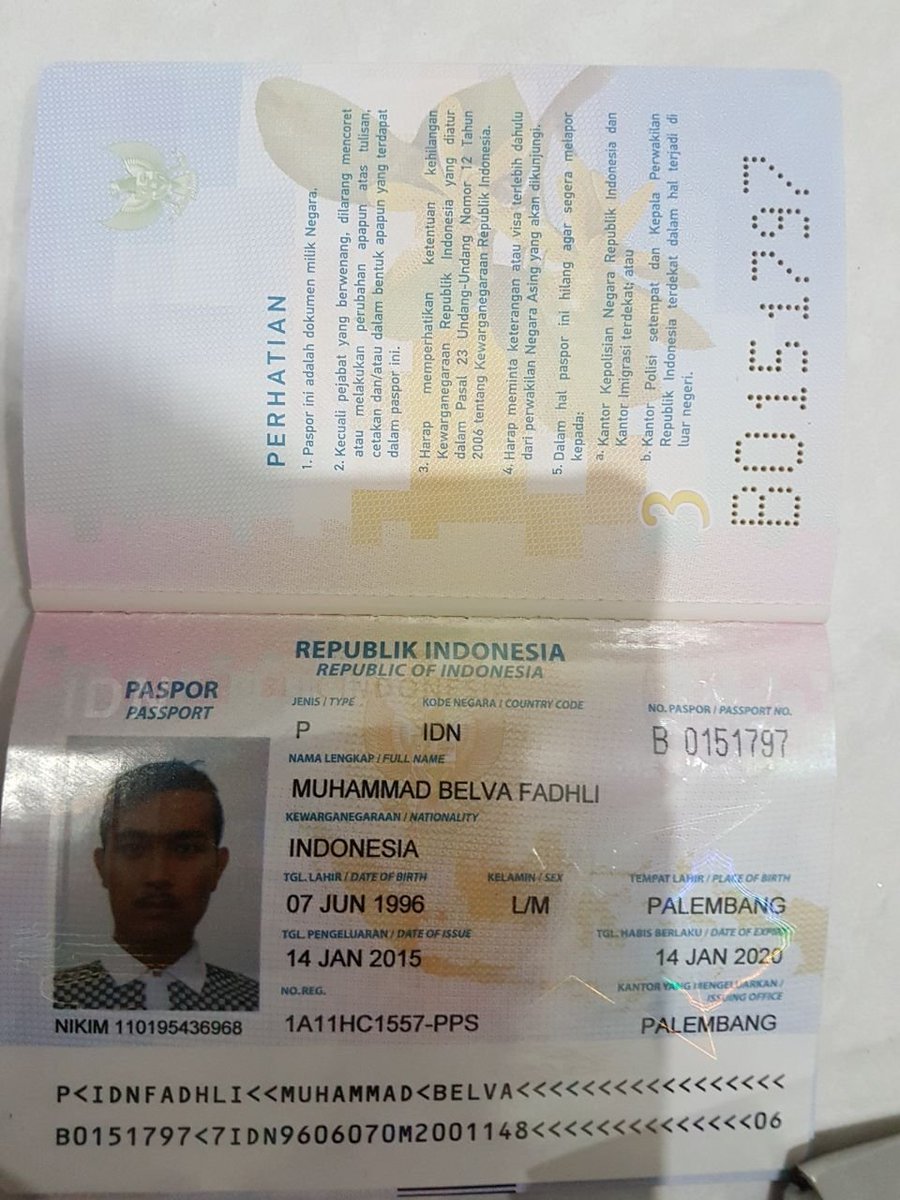 PERHATIAN
1. Paspor ini adalah dokumen milik Negara.
2. Kecuali pejabat yang berwenang, dilarang mencoret
atau melakukan perubahan apapun atas tulisan,
cetakan dan/atau dalam bentuk apapun yang terdapat
dalam paspor ini.
3. Harap memperhatikan ketentuan kehilangan
Kewarganegaraan Republik Indonesia yang diatur
dalam Pasal 23 Undang-Undang Nomor 12 Tahun
2006 tentang Kewarganegaraan Republik Indonesia.
4. Harap meminta keterangan atau visa terlebih dahulu
dari perwakilan Negara Asing yang akan dikunjungi.
5. Dalam hal paspor ini hilang agar segera melapor
kepada:
a. Kantor Kepolisian Negara Republik Indonesia dan
Kantor Imigrasi terdekat; atau
b. Kantor Polisi setempat dan Kepala Perwakilan
Republik Indonesia terdekat dalam hal terjadi di
luar negeri.
3
B0151797
REPUBLIK INDONESIA
REPUBLIC OF INDONESIA
PASPOR
PASSPORT
JENIS / TYPE KODE NEGARA / COUNTRY CODE NO. PASPOR / PASSPORT NO.
P IDN B 0151797
NAMA LENGKAP / FULL NAME
MUHAMMAD BELVA FADHLI
KEWARGANEGARAAN / NATIONALITY
INDONESIA
TGL. LAHIR / DATE OF BIRTH KELAMIN / SEX TEMPAT LAHIR / PLACE OF BIRTH
07 JUN 1996 L/M PALEMBANG
TGL. PENGELUARAN / DATE OF ISSUE TGL. HABIS BERLAKU / DATE OF EXPIRY
14 JAN 2015 14 JAN 2020
NO. REG. KANTOR YANG MENGELUARKAN /
ISSUING OFFICE
1A11HC1557-PPS PALEMBANG
NIKIM 110195436968
P<IDNFADHLI<<MUHAMMAD<BELVA<<<<<<<<<<<<<<<<<
B0151797<7IDN9606070M2001148<<<<<<<<<<<<<<06